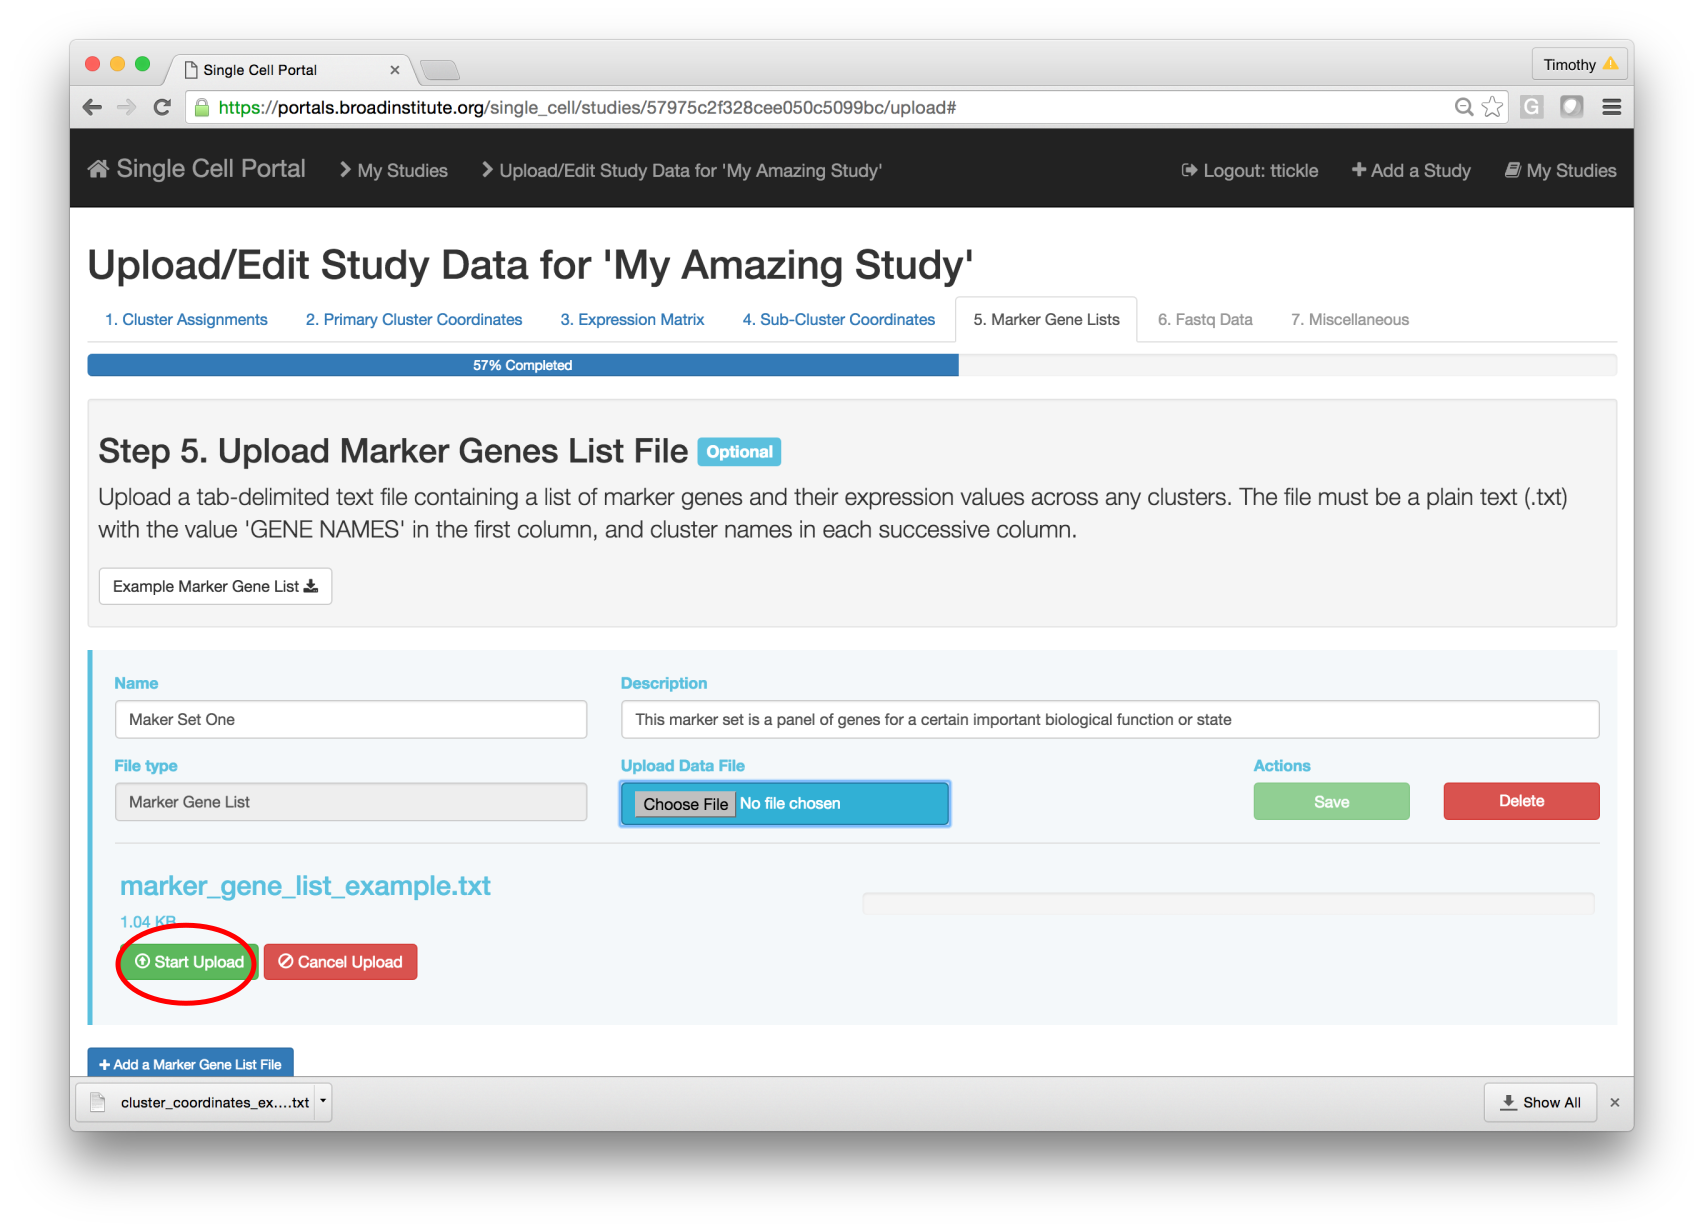 Single Cell Portal
Timothy
https://portals.broadinstitute.org/single_cell/studies/57975c2f328cee050c5099bc/upload#
G
Single Cell Portal My Studies Upload/Edit Study Data for 'My Amazing Study' Logout: ttickle Add a Study My Studies
Upload/Edit Study Data for 'My Amazing Study'
1. Cluster Assignments 2. Primary Cluster Coordinates 3. Expression Matrix 4. Sub-Cluster Coordinates 5. Marker Gene Lists 6. Fastq Data 7. Miscellaneous
57% Completed
Step 5. Upload Marker Genes List File Optional
Upload a tab-delimited text file containing a list of marker genes and their expression values across any clusters. The file must be a plain text (.txt)
with the value 'GENE NAMES' in the first column, and cluster names in each successive column.
Example Marker Gene List
Name Description
Maker Set One This marker set is a panel of genes for a certain important biological function or state
File type Upload Data File Actions
Marker Gene List Choose File No file chosen Save Delete
marker_gene_list_example.txt
1.04 KB
Start Upload Cancel Upload
+ Add a Marker Gene List File
cluster_coordinates_ex....txt Show All